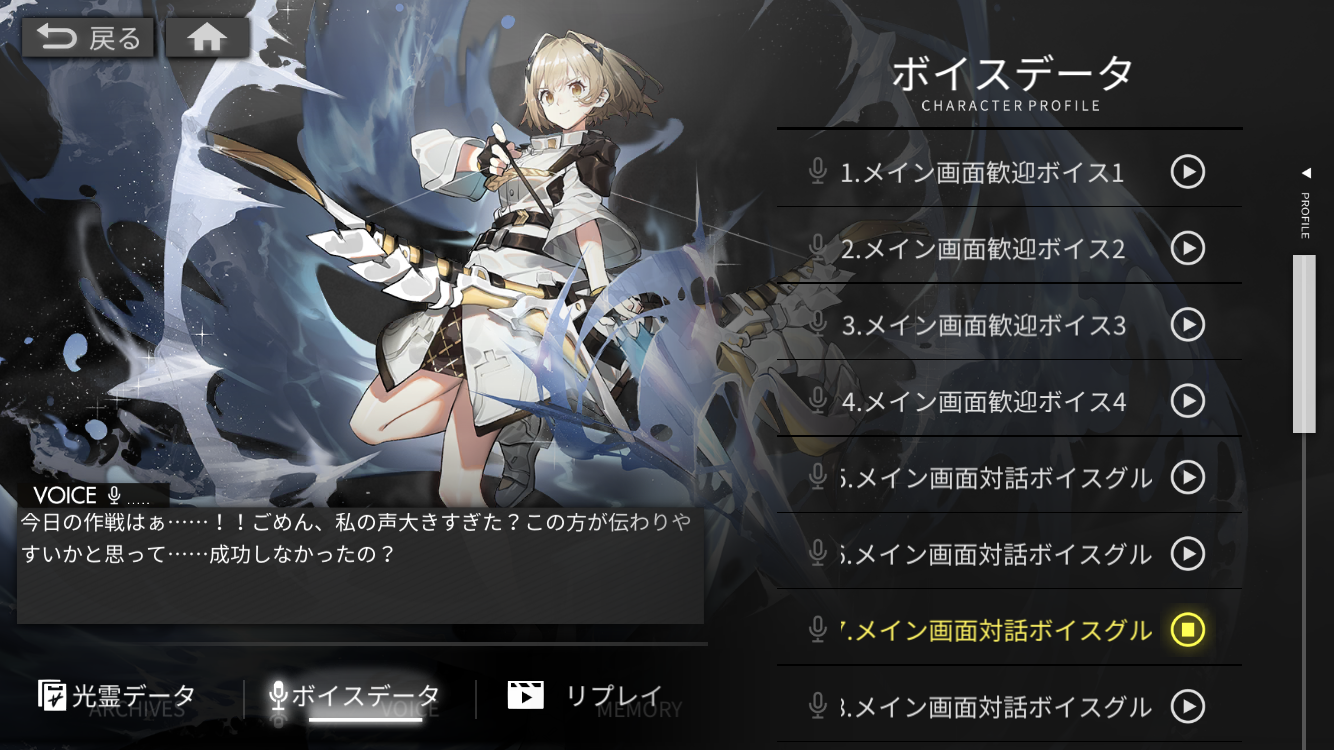 戻る
ボイスデータ
CHARACTER PROFILE
1.メイン画面歓迎ボイス1
2.メイン画面歓迎ボイス2
3.メイン画面歓迎ボイス3
4.メイン画面歓迎ボイス4
5.メイン画面対話ボイスグル
6.メイン画面対話ボイスグル
7.メイン画面対話ボイスグル
8.メイン画面対話ボイスグル
PROFILE
VOICE
今日の作戦はぁ……！！ごめん、私の声大きすぎた？この方が伝わりや
すいかと思って……成功しなかったの？
光霊データ
ARCHIVES
ボイスデータ
VOICE
リプレイ
MEMORY